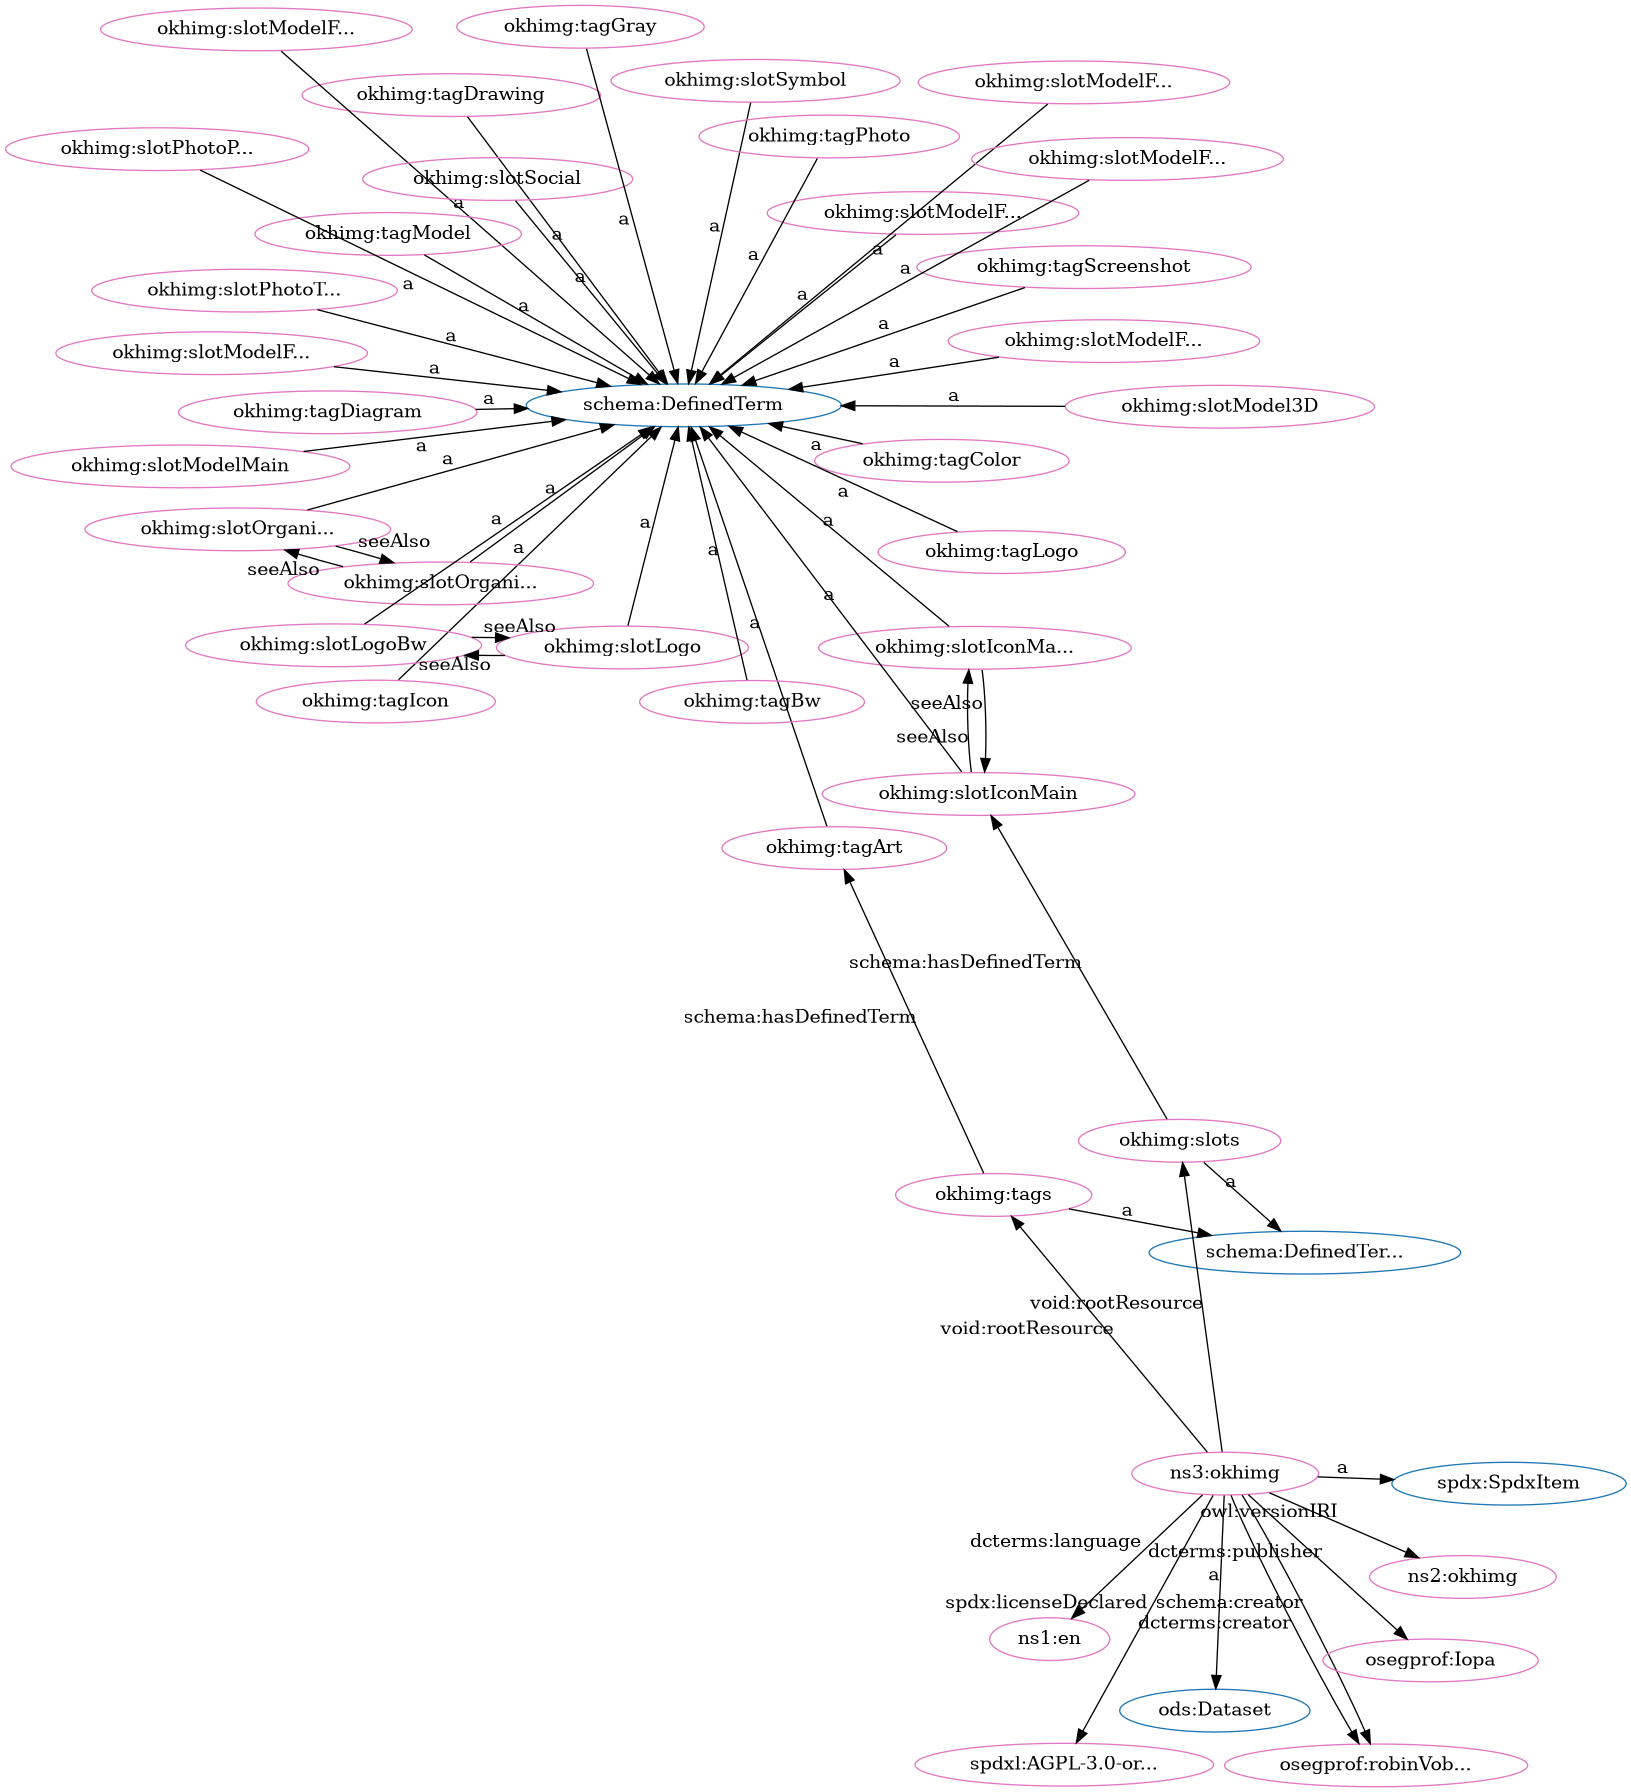 okhimg:slotModelF...
okhimg:tagGray
okhimg:slotSymbol
okhimg:slotModelF...
okhimg:tagDrawing
okhimg:tagPhoto
okhimg:slotPhotoP...
okhimg:slotModelF...
okhimg:slotSocial
a
okhimg:slotModelF...
a
a
okhimg:tagModel
a
a
a
okhimg:tagScreenshot
a
a
a
okhimg:slotPhotoT...
a
a
a
a
okhimg:slotModelF...
okhimg:slotModelF...
a
a
a
a
okhimg:tagDiagram
schema:DefinedTerm
okhimg:slotModel3D
a
a
okhimg:slotModelMain
a
okhimg:tagColor
a
a
a
a
a
okhimg:slotOrgani...
seeAlso
a
a
okhimg:tagLogo
seeAlso
okhimg:slotOrgani...
a
a
seeAlso
okhimg:slotLogoBw
okhimg:slotLogo
okhimg:slotIconMa...
seeAlso
okhimg:tagIcon
okhimg:tagBw
seeAlso
seeAlso
okhimg:slotIconMain
okhimg:tagArt
schema:hasDefinedTerm
schema:hasDefinedTerm
okhimg:slots
a
okhimg:tags
a
schema:DefinedTer...
void:rootResource
void:rootResource
ns3:okhimg
a
spdx:SpdxItem
owl:versionIRI
dcterms:language
dcterms:publisher
a
ns2:okhimg
spdx:licenseDeclared
schema:creator
dcterms:creator
ns1:en
osegprof:Iopa
ods:Dataset
spdxl:AGPL-3.0-or...
osegprof:robinVob...